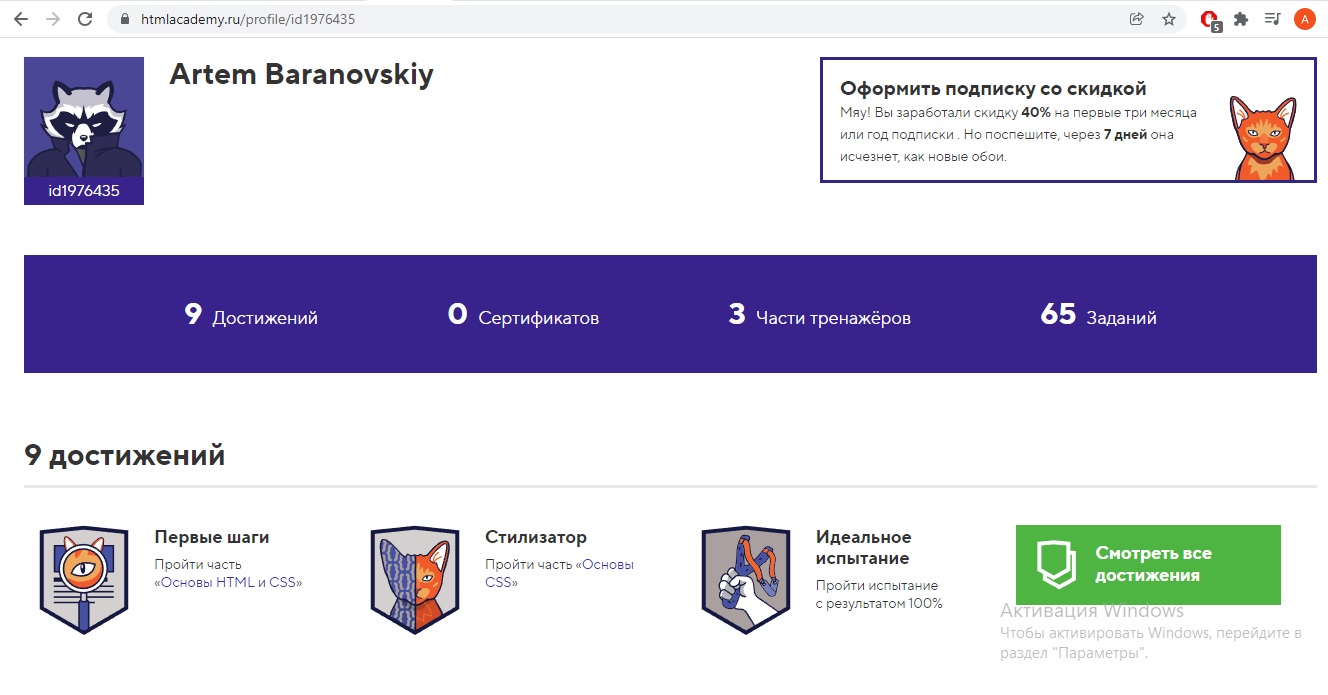 htmlacademy.ru/profile/id1976435
5
A
Artem Baranovskiy
id1976435
Оформить подписку со скидкой
Мяу! Вы заработали скидку 40% на первые три месяца
или год подписки . Но поспешите, через 7 дней она
исчезнет, как новые обои.
9 Достижений
0 Сертификатов
3 Части тренажёров
65 Заданий
9 достижений
Первые шаги
Пройти часть
«Основы HTML и CSS»
Стилизатор
Пройти часть «Основы
CSS»
Идеальное
испытание
Пройти испытание
с результатом 100%
Смотреть все
достижения
Активация Windows
Чтобы активировать Windows, перейдите в
раздел "Параметры".